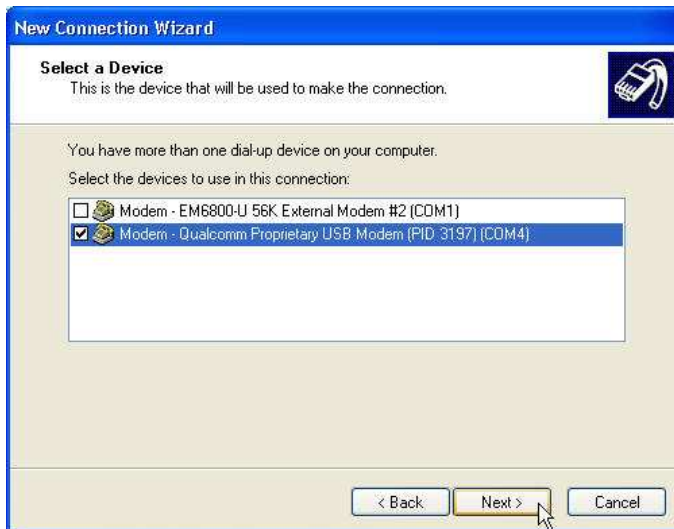 New Connection Wizard
Select a Device
This is the device that will be used to make the connection.
You have more than one dial-up device on your computer.
Select the devices to use in this connection:
Modem - EM6800-U 56K External Modem #2 (COM1)
Modem - Qualcomm Proprietary USB Modem (PID 3197) (COM4)
< Back Next > Cancel